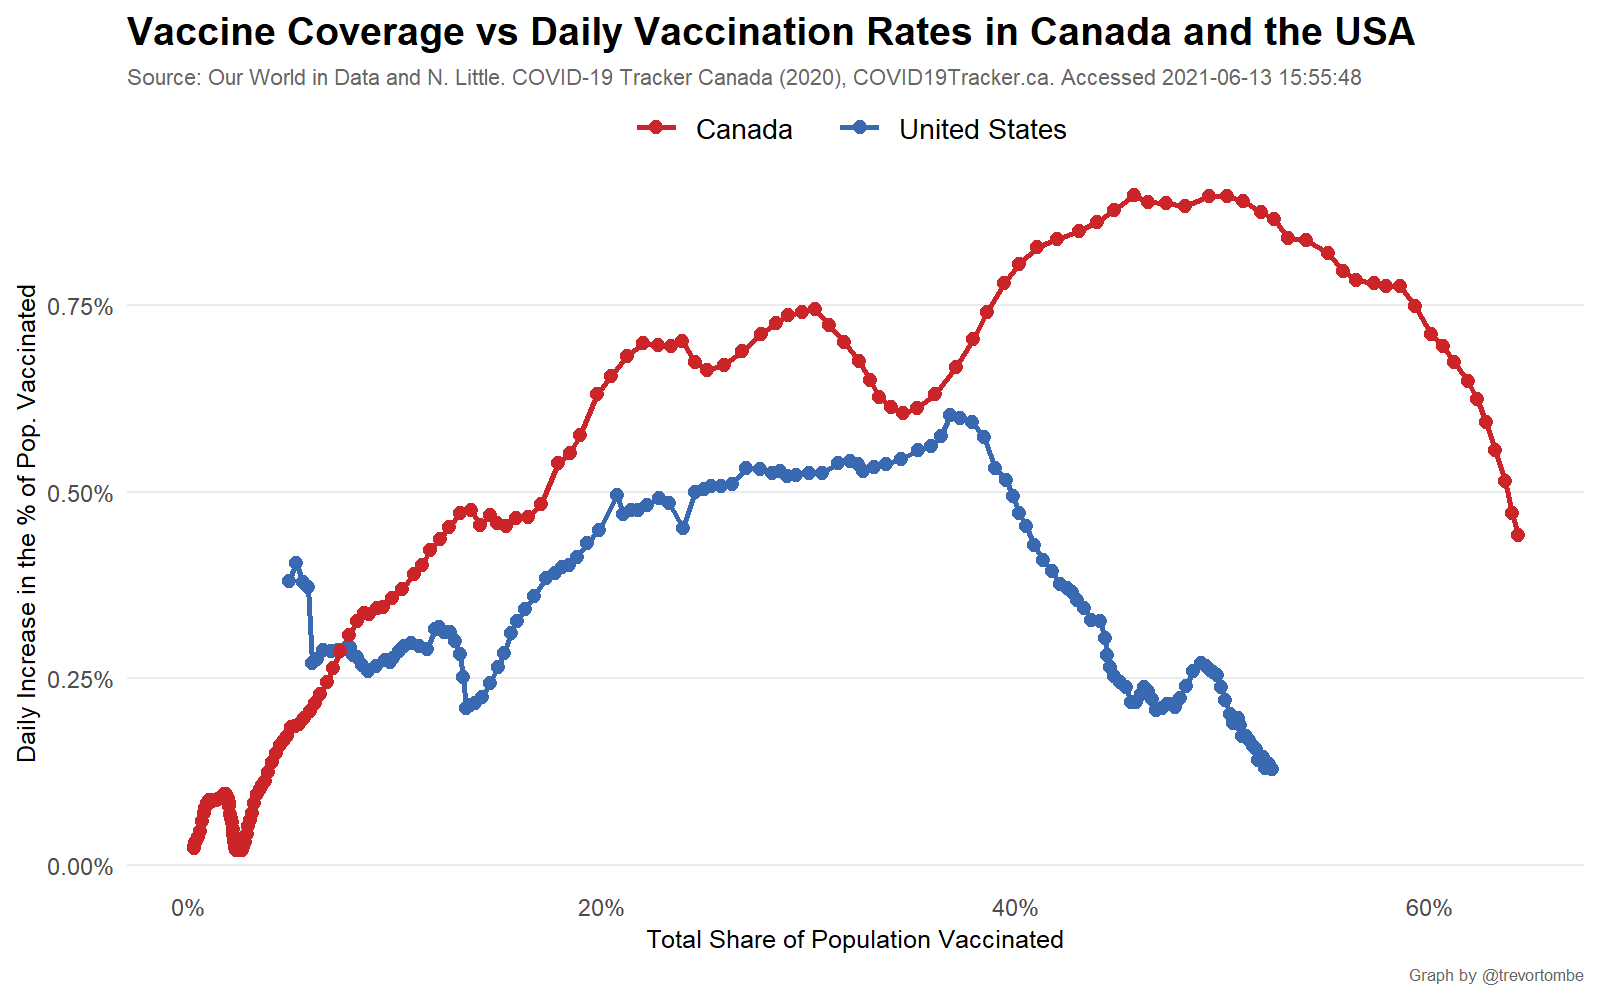 Vaccine Coverage vs Daily Vaccination Rates in Canada and the USA
Source: Our World in Data and N. Little. COVID-19 Tracker Canada (2020), COVID19Tracker.ca. Accessed 2021-06-13 15:55:48
Canada
United States
Daily Increase in the % of Pop. Vaccinated
0.75%
0.50%
0.25%
0.00%
0%
20%
40%
60%
Total Share of Population Vaccinated
Graph by @trevortombe